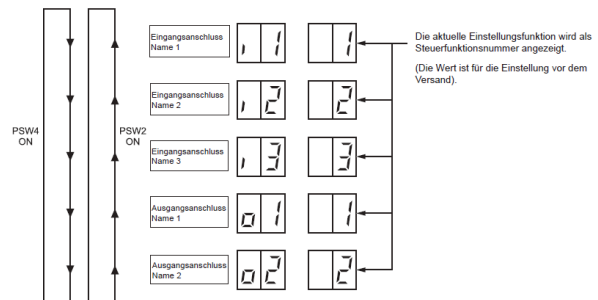 Eingangsanschluss
Name 1
i 1
1
Die aktuelle Einstellungsfunktion wird als
Steuerfunktionsnummer angezeigt.
(Die Wert ist für die Einstellung vor dem
Versand).
Eingangsanschluss
Name 2
i 2
2
PSW4
ON
PSW2
ON
Eingangsanschluss
Name 3
i 3
3
Ausgangsanschluss
Name 1
o 1
1
Ausgangsanschluss
Name 2
o 2
2